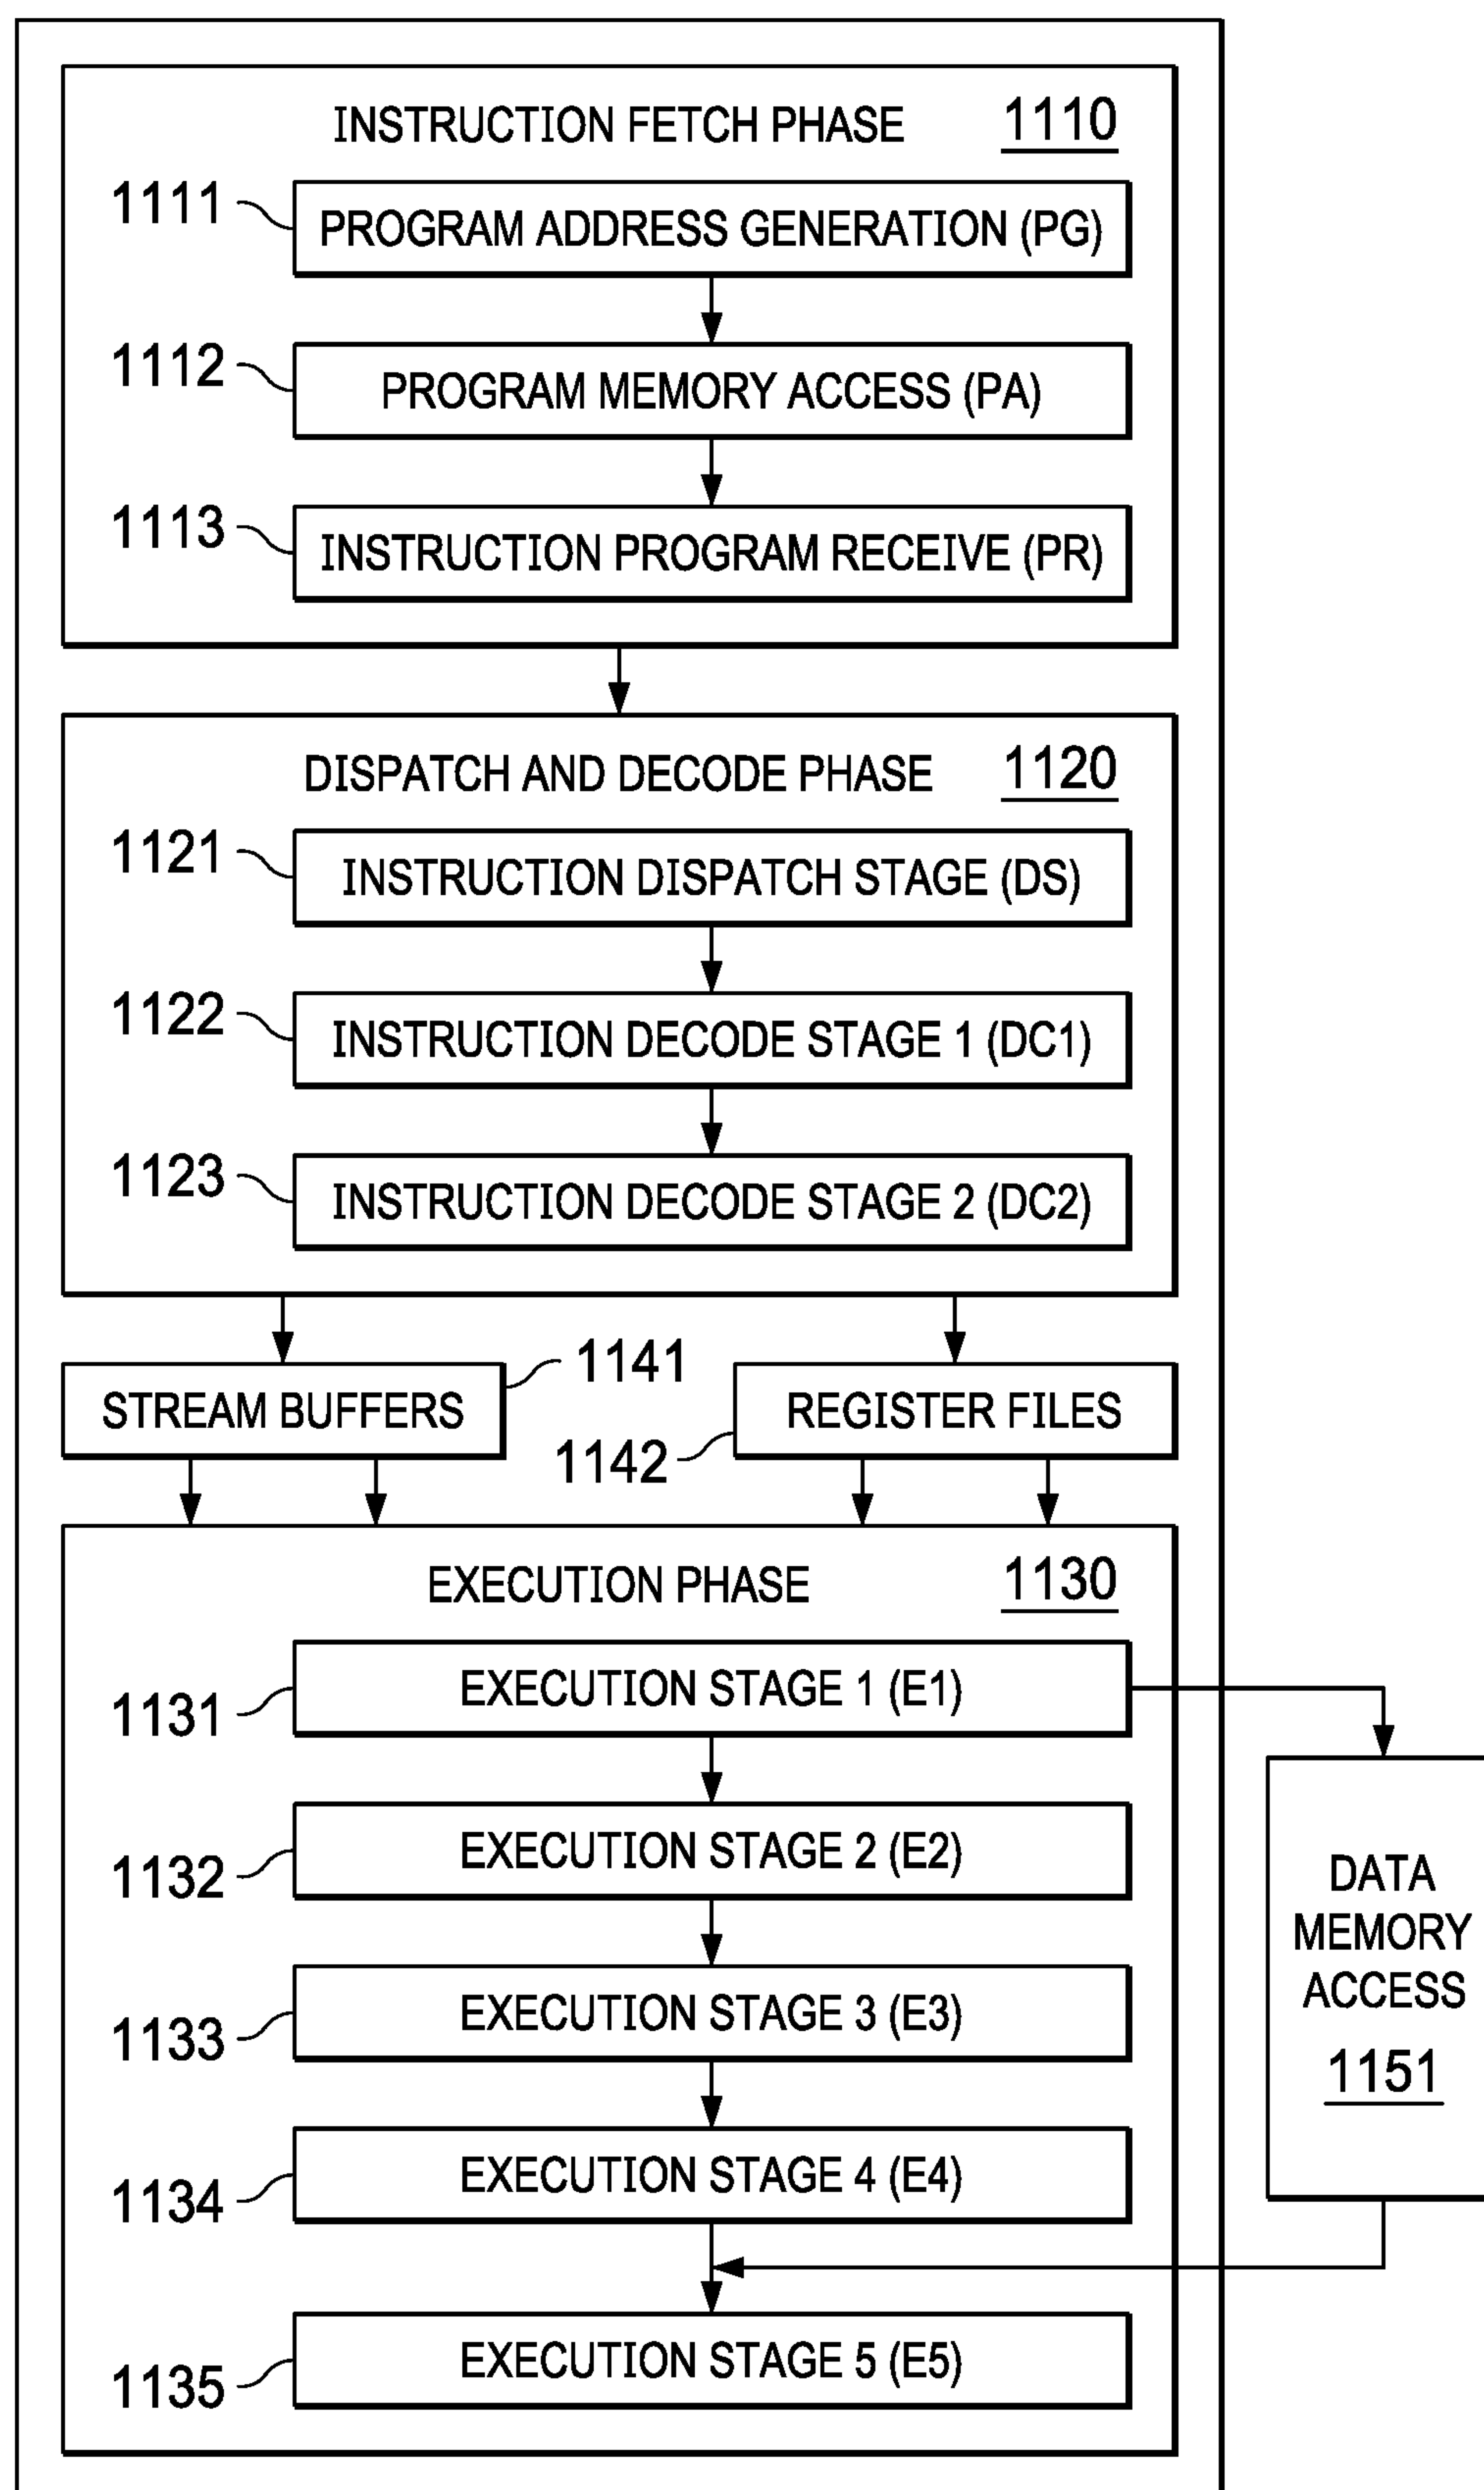 INSTRUCTION FETCH PHASE 1110
1111 PROGRAM ADDRESS GENERATION (PG)
1112 PROGRAM MEMORY ACCESS (PA)
1113 INSTRUCTION PROGRAM RECEIVE (PR)
DISPATCH AND DECODE PHASE 1120
1121 INSTRUCTION DISPATCH STAGE (DS)
1122 INSTRUCTION DECODE STAGE 1 (DC1)
1123 INSTRUCTION DECODE STAGE 2 (DC2)
STREAM BUFFERS 1141
1142 REGISTER FILES
EXECUTION PHASE 1130
1131 EXECUTION STAGE 1 (E1)
1132 EXECUTION STAGE 2 (E2)
1133 EXECUTION STAGE 3 (E3)
1134 EXECUTION STAGE 4 (E4)
1135 EXECUTION STAGE 5 (E5)
DATA
MEMORY
ACCESS
1151